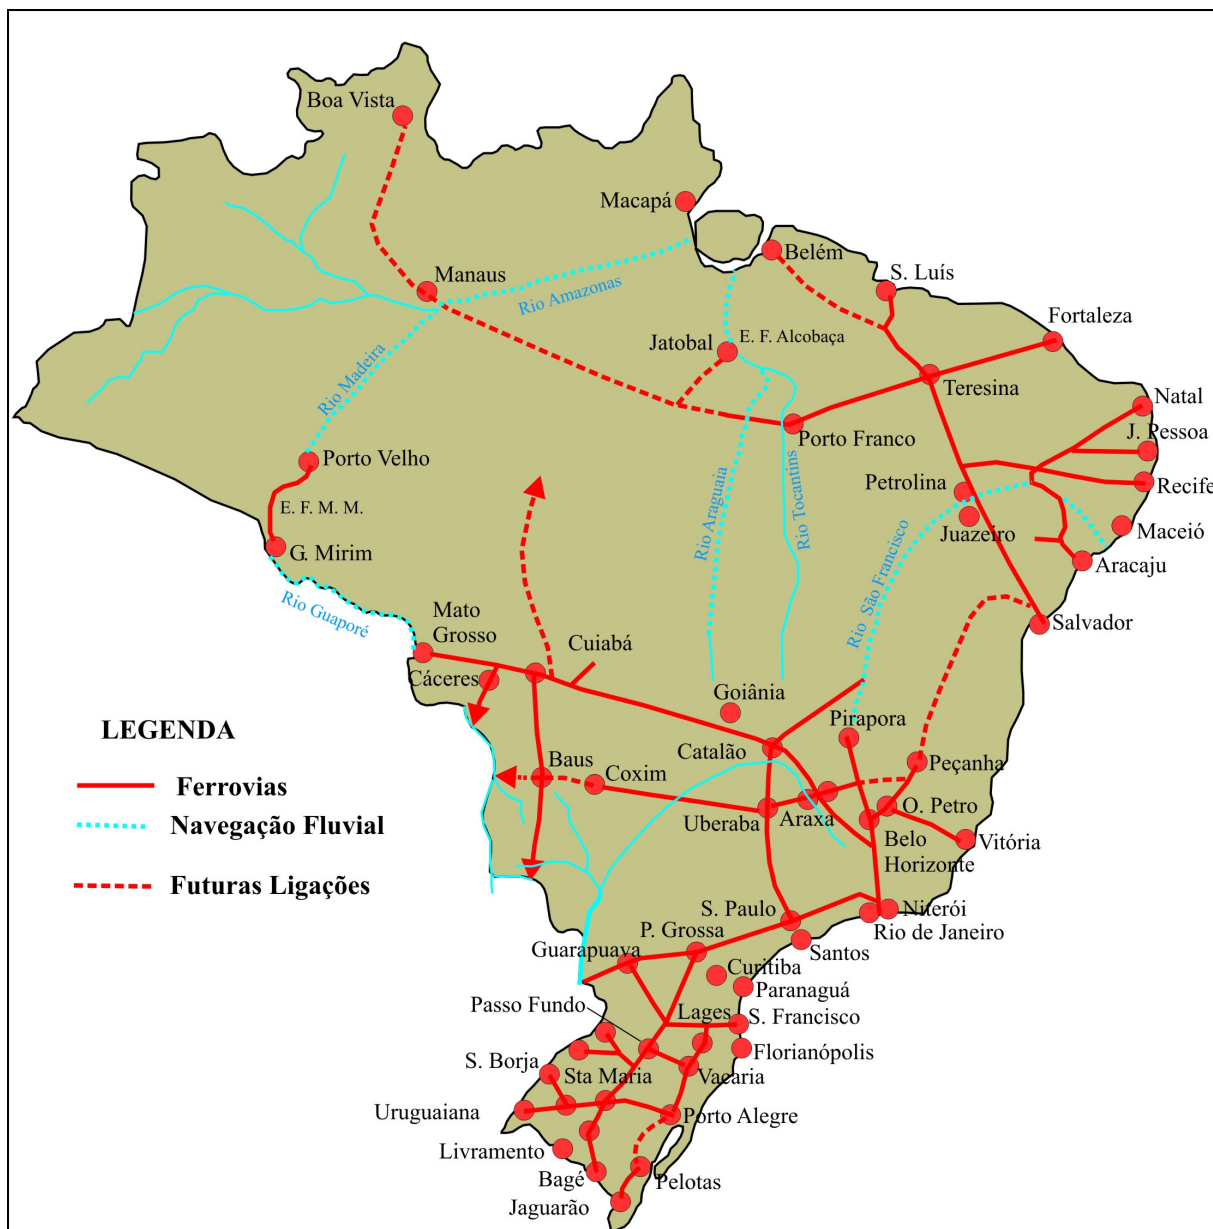 Boa Vista
Macapá
Belém
S. Luís
Manaus
Rio Amazonas
Fortaleza
Jatobal
E. F. Alcobaça
Rio Madeira
Teresina
Natal
J. Pessoa
Porto Franco
Porto Velho
Petrolina
Recife
E. F. M. M.
Rio Araguaia
Rio Tocantins
Juazeiro
Maceió
G. Mirim
Rio São Francisco
Aracaju
Rio Guaporé
Mato
Grosso
Cuiabá
Salvador
Cáceres
Goiânia
Pirapora
LEGENDA
Catalão
Peçanha
Baus
Coxim
Ferrovias
Navegação Fluvial
Futuras Ligações
Uberaba
Araxa
O. Petro
Belo
Horizonte
Vitória
S. Paulo
Niterói
Rio de Janeiro
P. Grossa
Santos
Guarapuava
Curitiba
Paranaguá
Passo Fundo
Lages
S. Francisco
Florianópolis
S. Borja
Sta Maria
Vacaria
Uruguaiana
Porto Alegre
Livramento
Bagé
Pelotas
Jaguarão